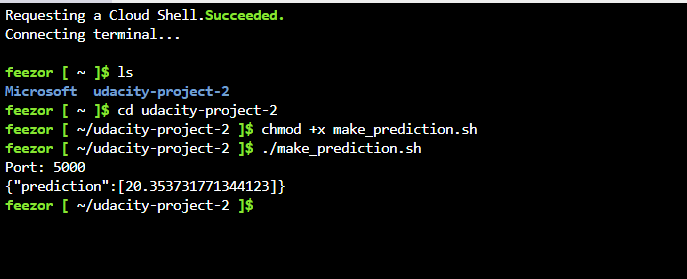 Requesting a Cloud Shell.Succeeded.
Connecting terminal...
feezor [ ~ ]$ ls
Microsoft  udacity-project-2
feezor [ ~ ]$ cd udacity-project-2
feezor [ ~/udacity-project-2 ]$ chmod +x make_prediction.sh
feezor [ ~/udacity-project-2 ]$ ./make_prediction.sh
Port: 5000
{"prediction":[20.353731771344123]}
feezor [ ~/udacity-project-2 ]$